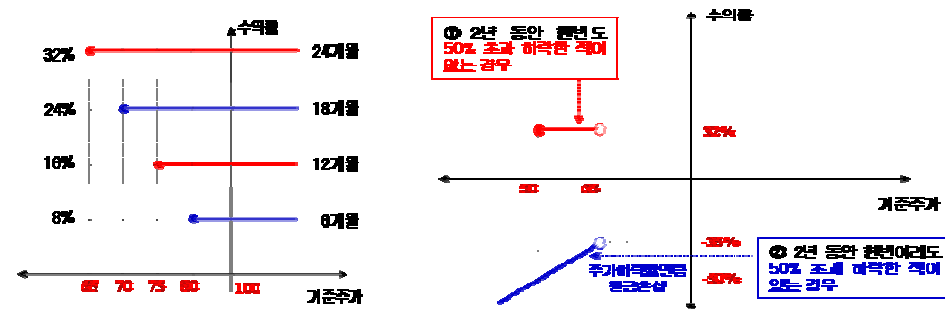 수익률
32%
24개월
24%
18개월
16%
12개월
8%
6개월
65
70
75
80
100
기준주가
수익률
① 2년 동안 한번도
50% 초과 하락한 적이
없는 경우
32%
50
65%
기준주가
-35%
-50%
주가하락률만큼
원금손실
② 2년 동안 한번이라도
50% 초과 하락한 적이
있는 경우